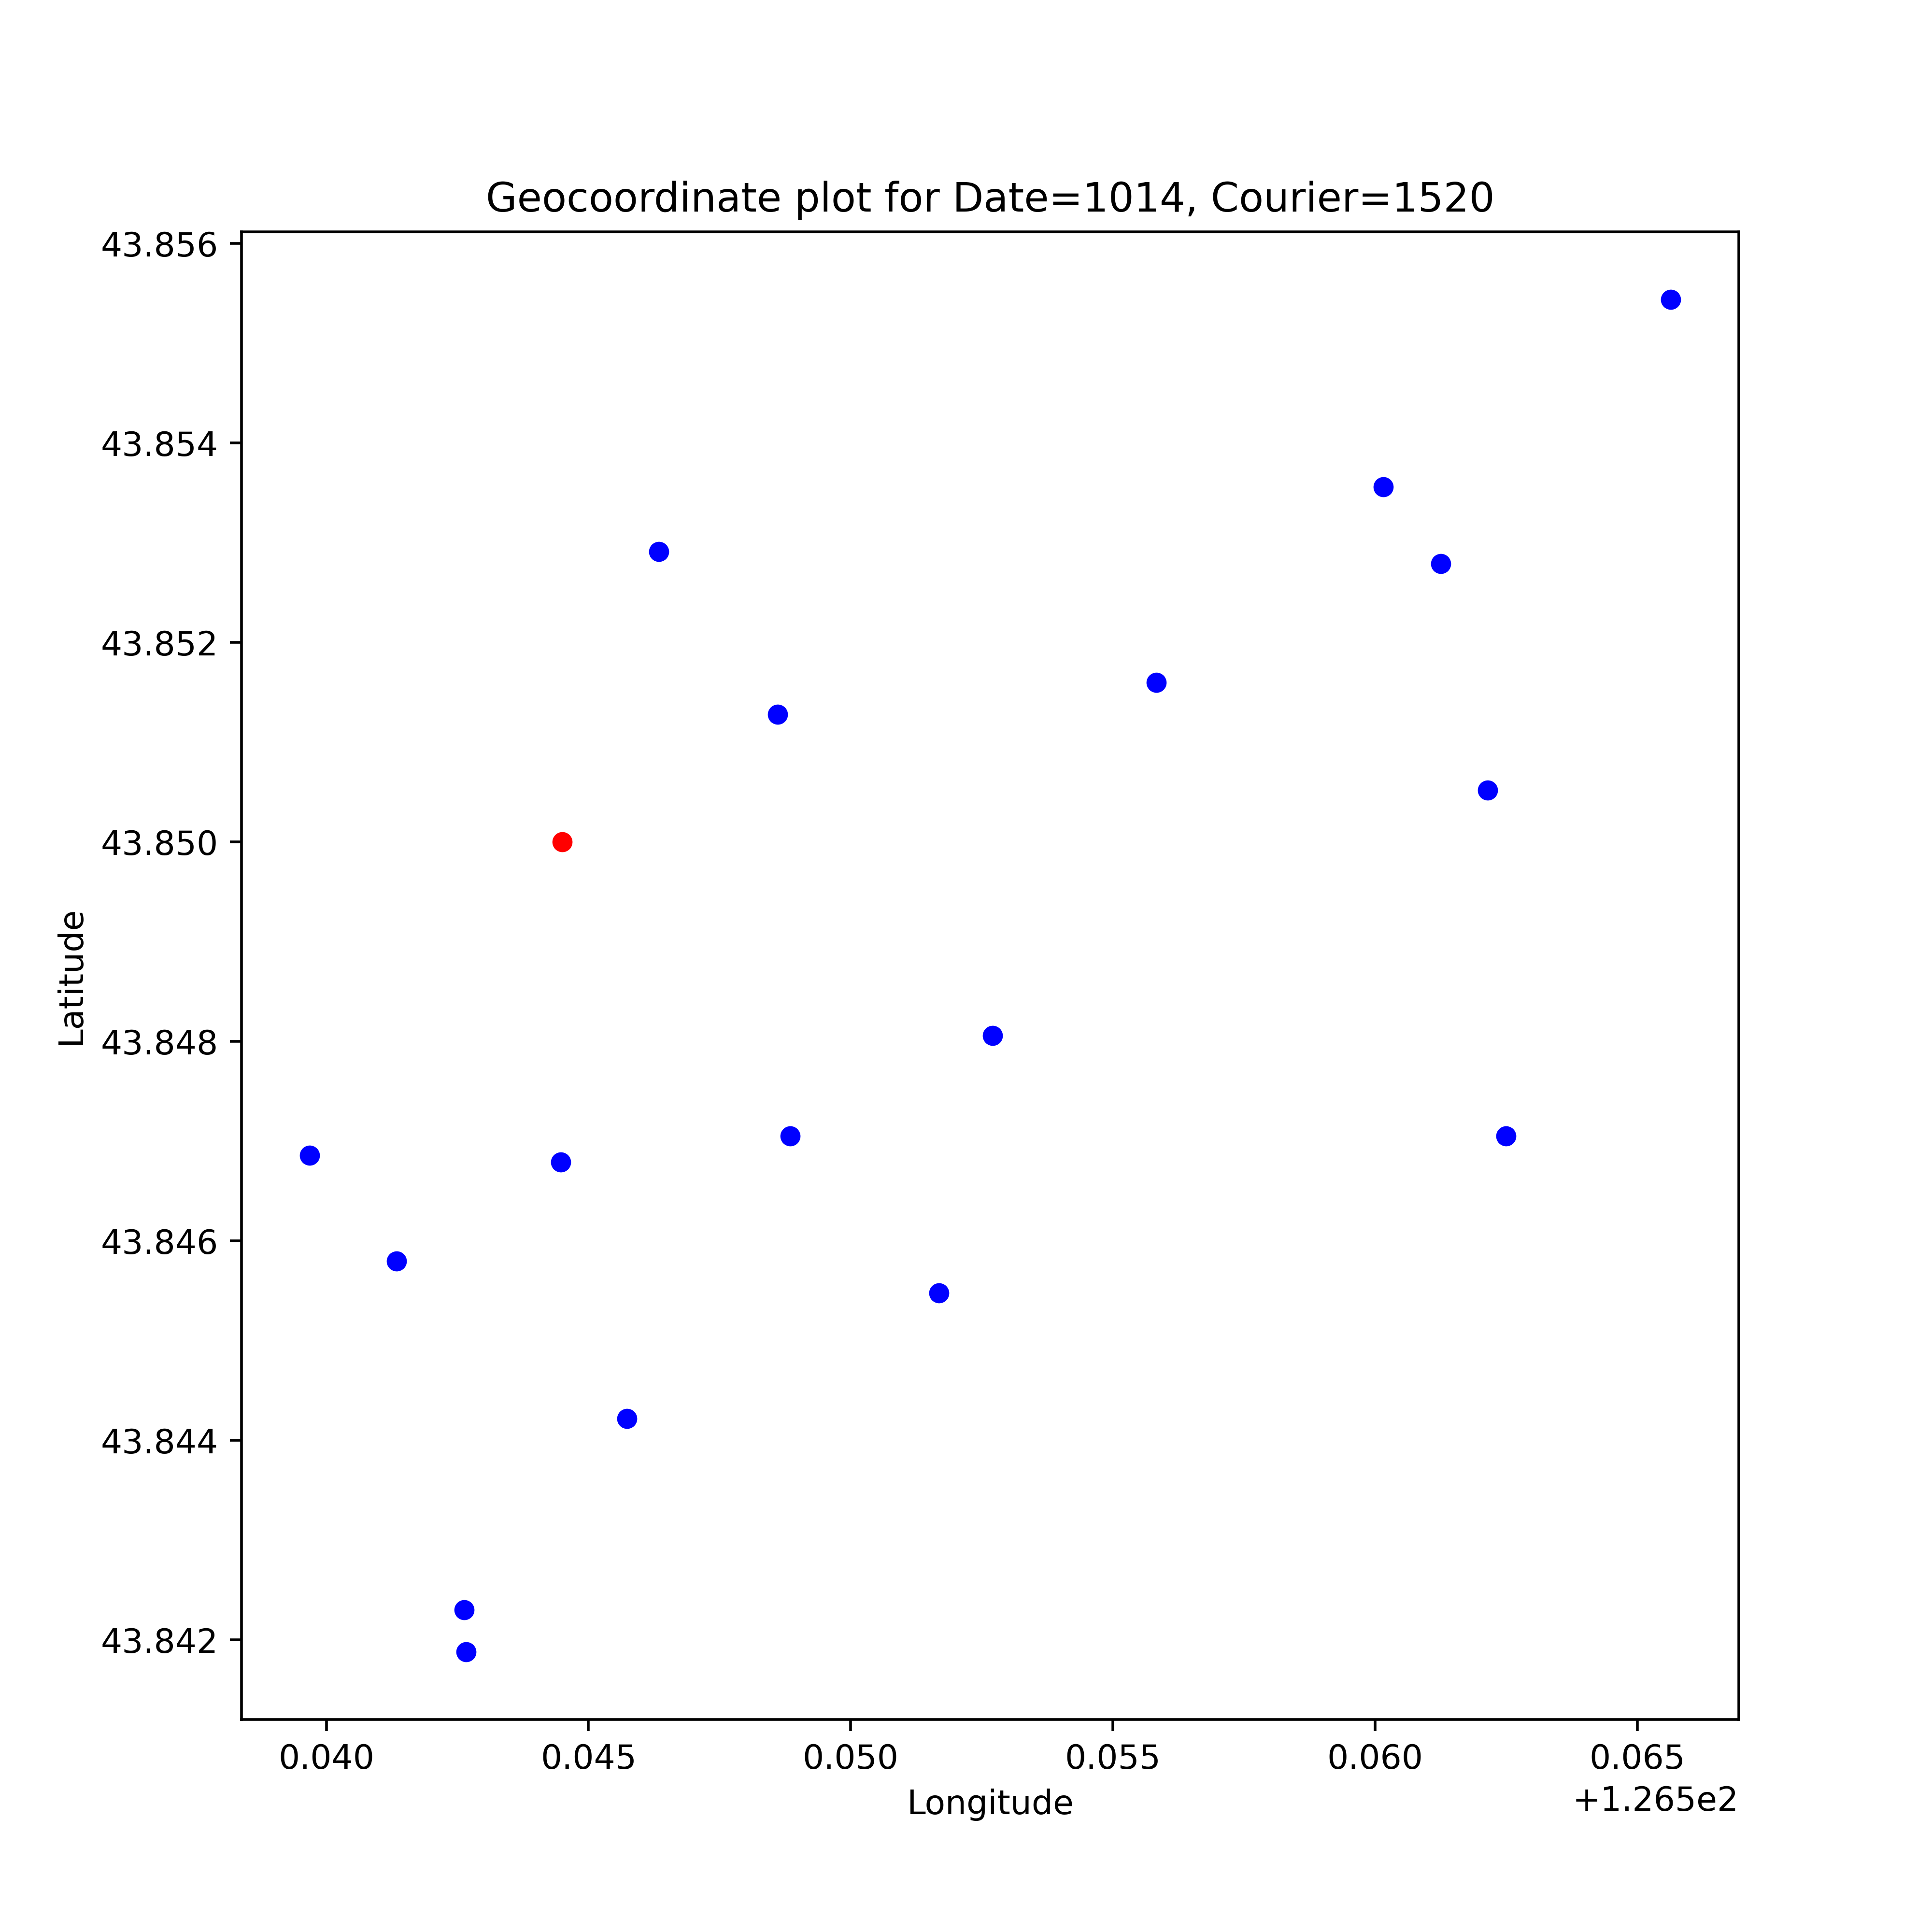 Geocoordinate plot for Date=1014, Courier=1520
43.856
43.854
43.852
43.850
43.848
43.846
43.844
43.842
Latitude
0.040 0.045 0.050 0.055 0.060 0.065
+1.265e2
Longitude